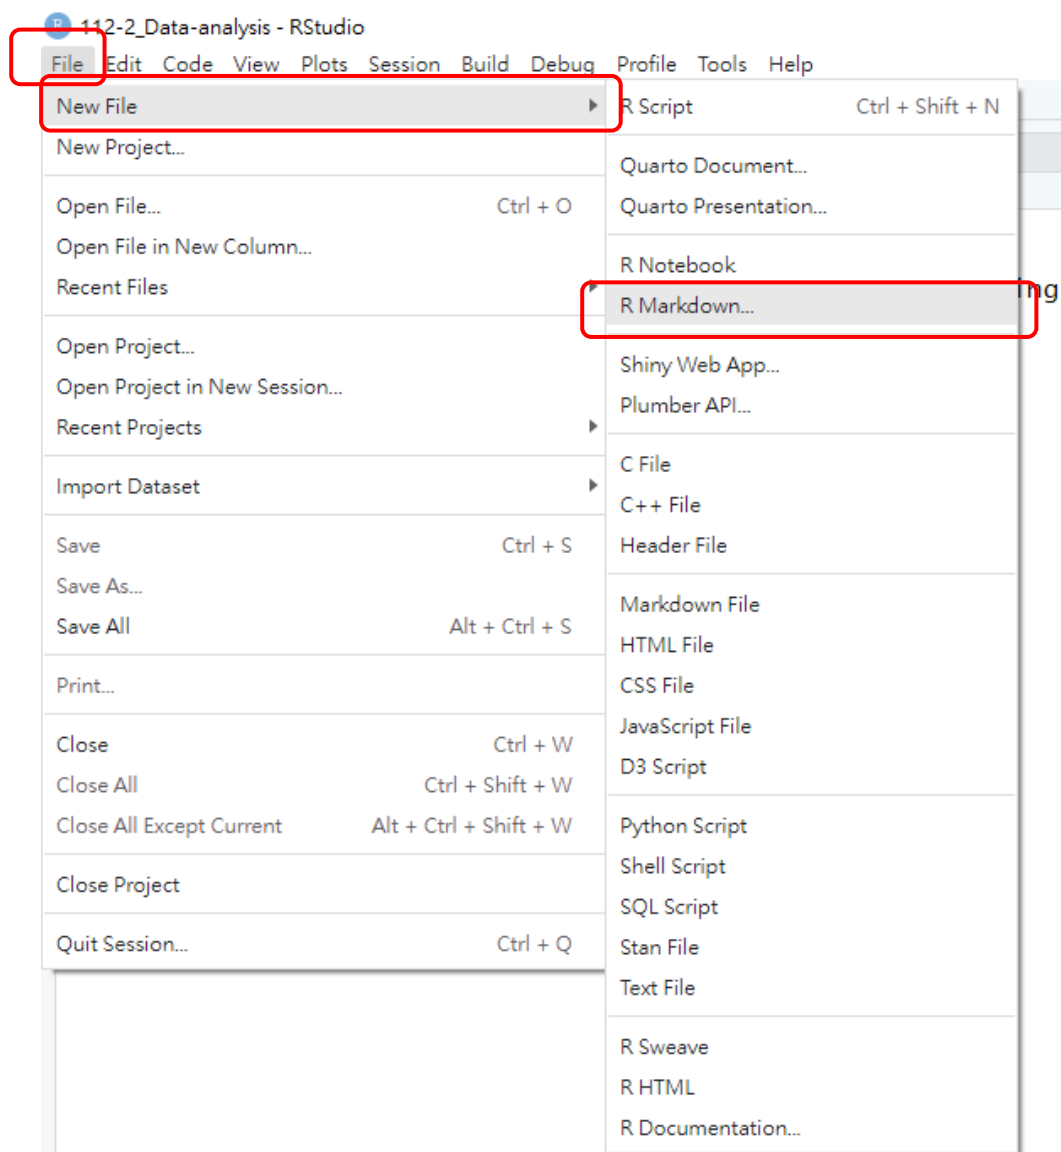 R 112-2_Data-analysis - RStudio
File Edit Code View Plots Session Build Debug Profile Tools Help
New File
New Project...
Open File... Ctrl + O
Open File in New Column...
Recent Files
Open Project...
Open Project in New Session...
Recent Projects
Import Dataset
Save Ctrl + S
Save As...
Save All Alt + Ctrl + S
Print...
Close Ctrl + W
Close All Ctrl + Shift + W
Close All Except Current Alt + Ctrl + Shift + W
Close Project
Quit Session... Ctrl + Q
R Script Ctrl + Shift + N
Quarto Document...
Quarto Presentation...
R Notebook
R Markdown...
Shiny Web App...
Plumber API...
C File
C++ File
Header File
Markdown File
HTML File
CSS File
JavaScript File
D3 Script
Python Script
Shell Script
SQL Script
Stan File
Text File
R Sweave
R HTML
R Documentation...